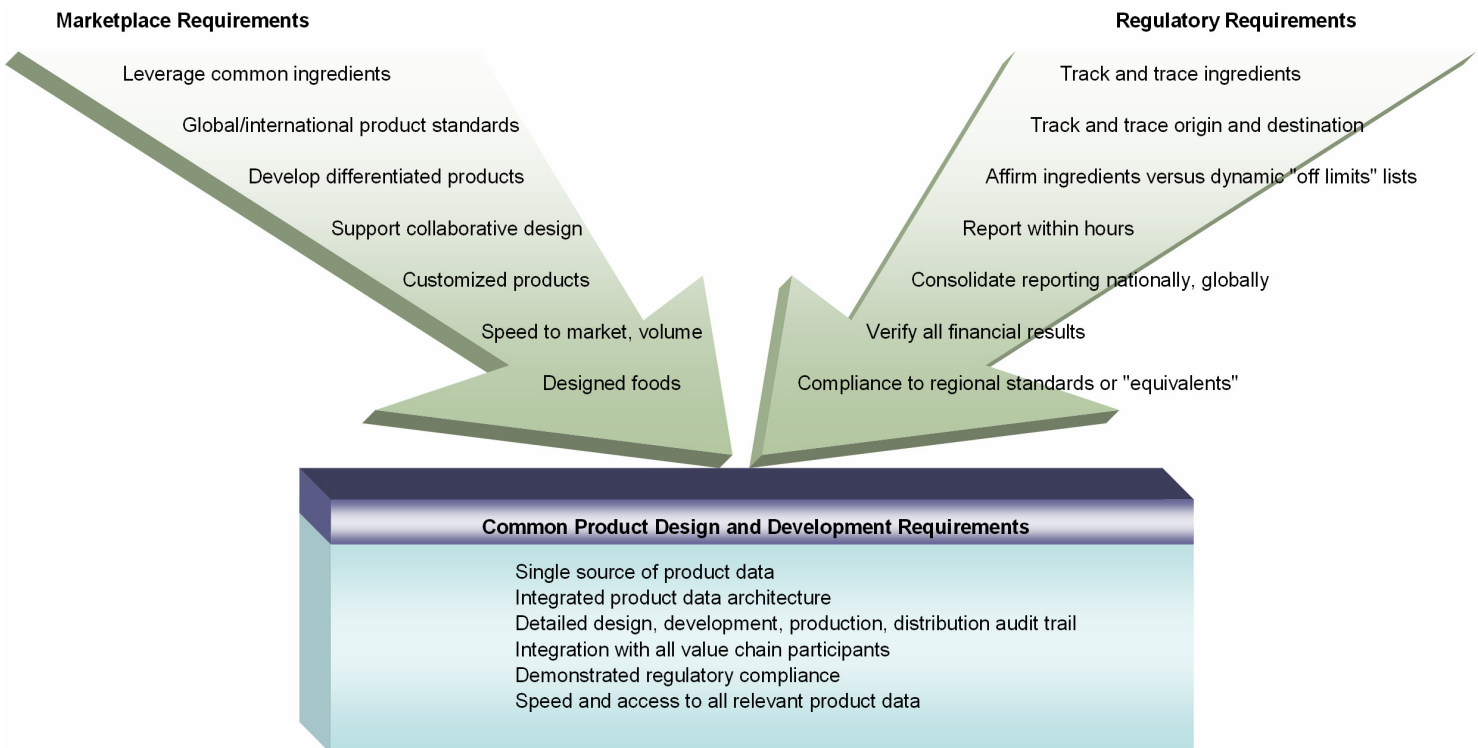 Marketplace Requirements
Leverage common ingredients
Global/international product standards
Develop differentiated products
Support collaborative design
Customized products
Speed to market, volume
Designed foods
Regulatory Requirements
Track and trace ingredients
Track and trace origin and destination
Affirm ingredients versus dynamic "off limits" lists
Report within hours
Consolidate reporting nationally, globally
Verify all financial results
Compliance to regional standards or "equivalents"
Common Product Design and Development Requirements
Single source of product data
Integrated product data architecture
Detailed design, development, production, distribution audit trail
Integration with all value chain participants
Demonstrated regulatory compliance
Speed and access to all relevant product data